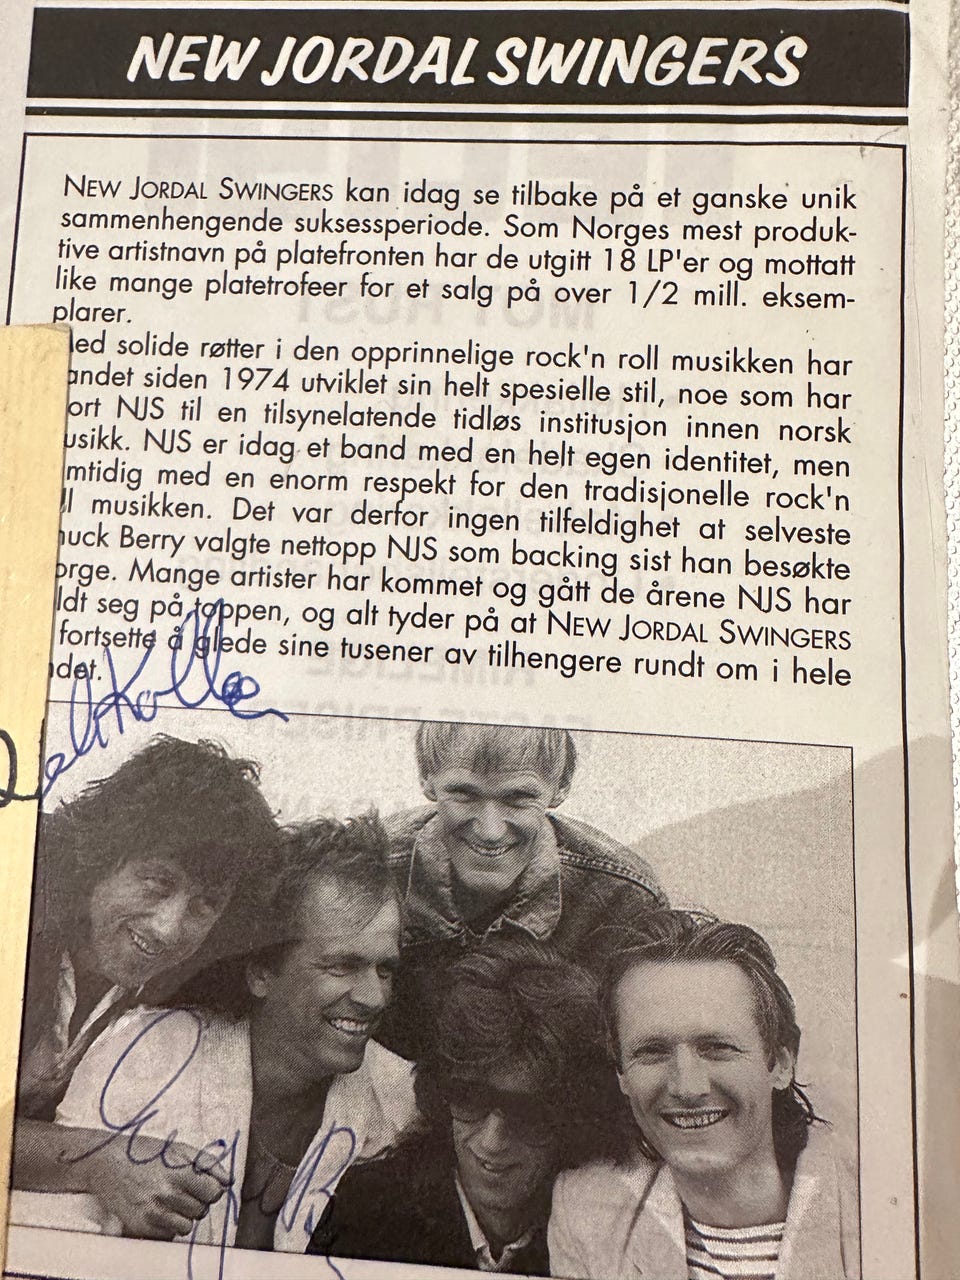 NEW JORDAL SWINGERS
NEW JORDAL SWINGERS kan idag se tilbake på et ganske unik
sammenhengende suksessperiode. Som Norges mest produk-
tive artistnavn på platefronten har de utgitt 18 LP'er og mottatt
like mange platetrofeer for et salg på over 1/2 mill. eksem-
plarer.
led solide røtter i den opprinnelige rock'n roll musikken har
andet siden 1974 utviklet sin helt spesielle stil, noe som har
ort NJS til en tilsynelatende tidløs institusjon innen norsk
usikk. NJS er idag et band med en helt egen identitet, men
mtidig med en enorm respekt for den tradisjonelle rock'n
ll musikken. Det var derfor ingen tilfeldighet at selveste
huck Berry valgte nettopp NJS som backing sist han besøkte
orge. Mange artister har kommet og gått de årene NJS har
ldt seg på toppen, og alt tyder på at NEW JORDAL SWINGERS
fortsette å glede sine tusener av tilhengere rundt om i hele
ndet.